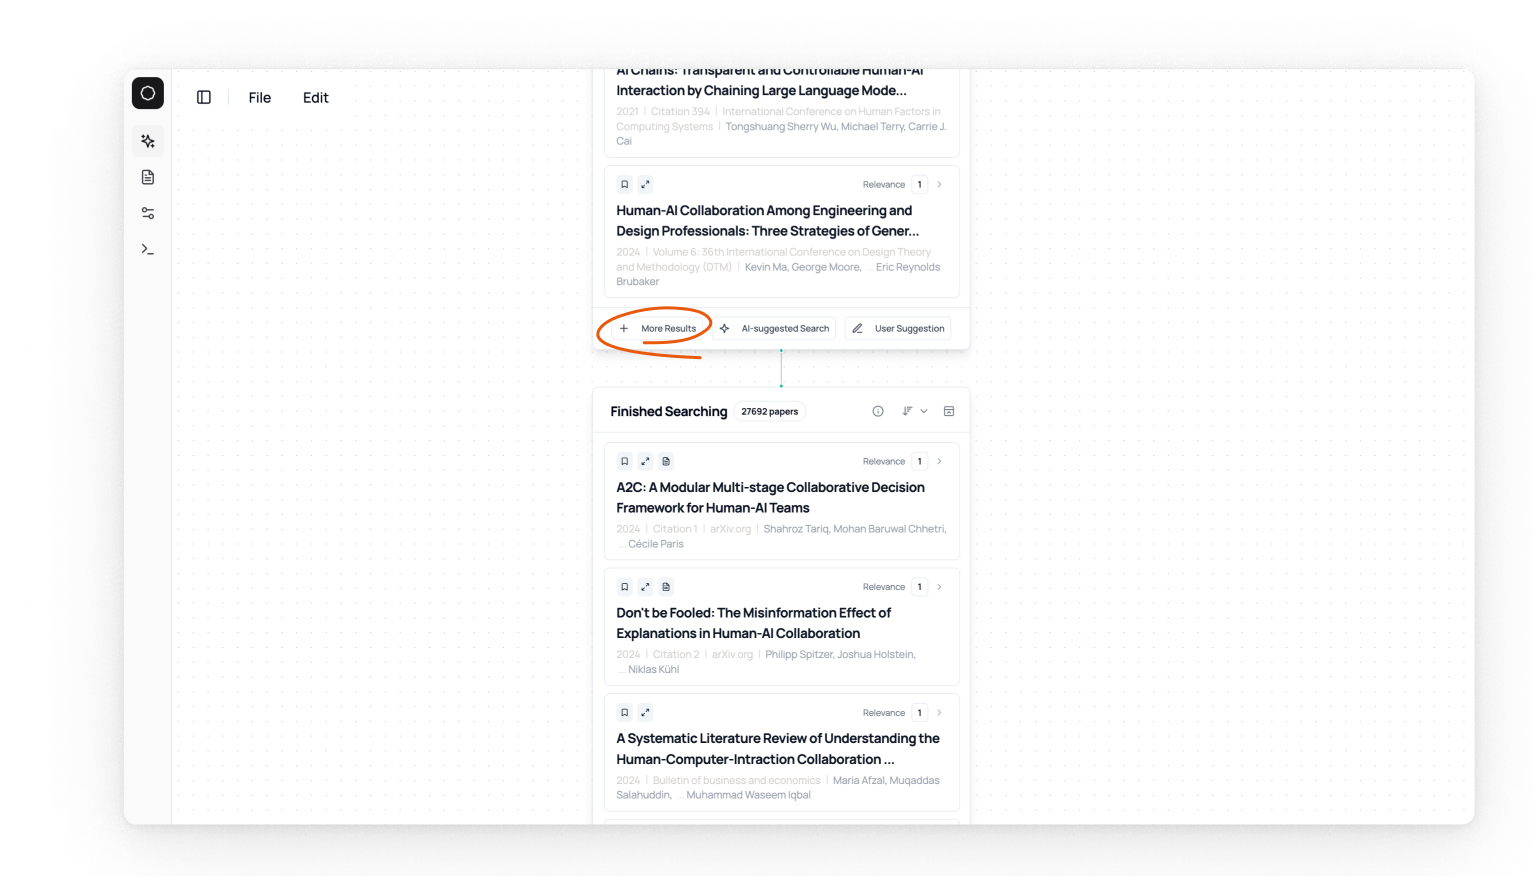 File Edit
AI Chains: Transparent and Controllable Human-AI
Interaction by Chaining Large Language Mode...
2021 | Citation 394 | International Conference on Human Factors in
Computing Systems | Tongshuang Sherry Wu, Michael Terry, Carrie J.
Cai
Relevance 1
Human-AI Collaboration Among Engineering and
Design Professionals: Three Strategies of Gener...
2024 | Volume 6: 36th International Conference on Design Theory
and Methodology (DTM) | Kevin Ma, George Moore, ... Eric Reynolds
Brubaker
More Results AI-suggested Search User Suggestion
Finished Searching 27692 papers
Relevance 1
A2C: A Modular Multi-stage Collaborative Decision
Framework for Human-AI Teams
2024 | Citation 1 | arXiv.org | Shahroz Tariq, Mohan Baruwal Chhetri,
... Cécile Paris
Relevance 1
Don't be Fooled: The Misinformation Effect of
Explanations in Human-AI Collaboration
2024 | Citation 2 | arXiv.org | Philipp Spitzer, Joshua Holstein,
... Niklas Kühl
Relevance 1
A Systematic Literature Review of Understanding the
Human-Computer-Intraction Collaboration ...
2024 | Bulletin of business and economics | Maria Afzal, Muqaddas
Salahuddin, ... Muhammad Waseem Iqbal